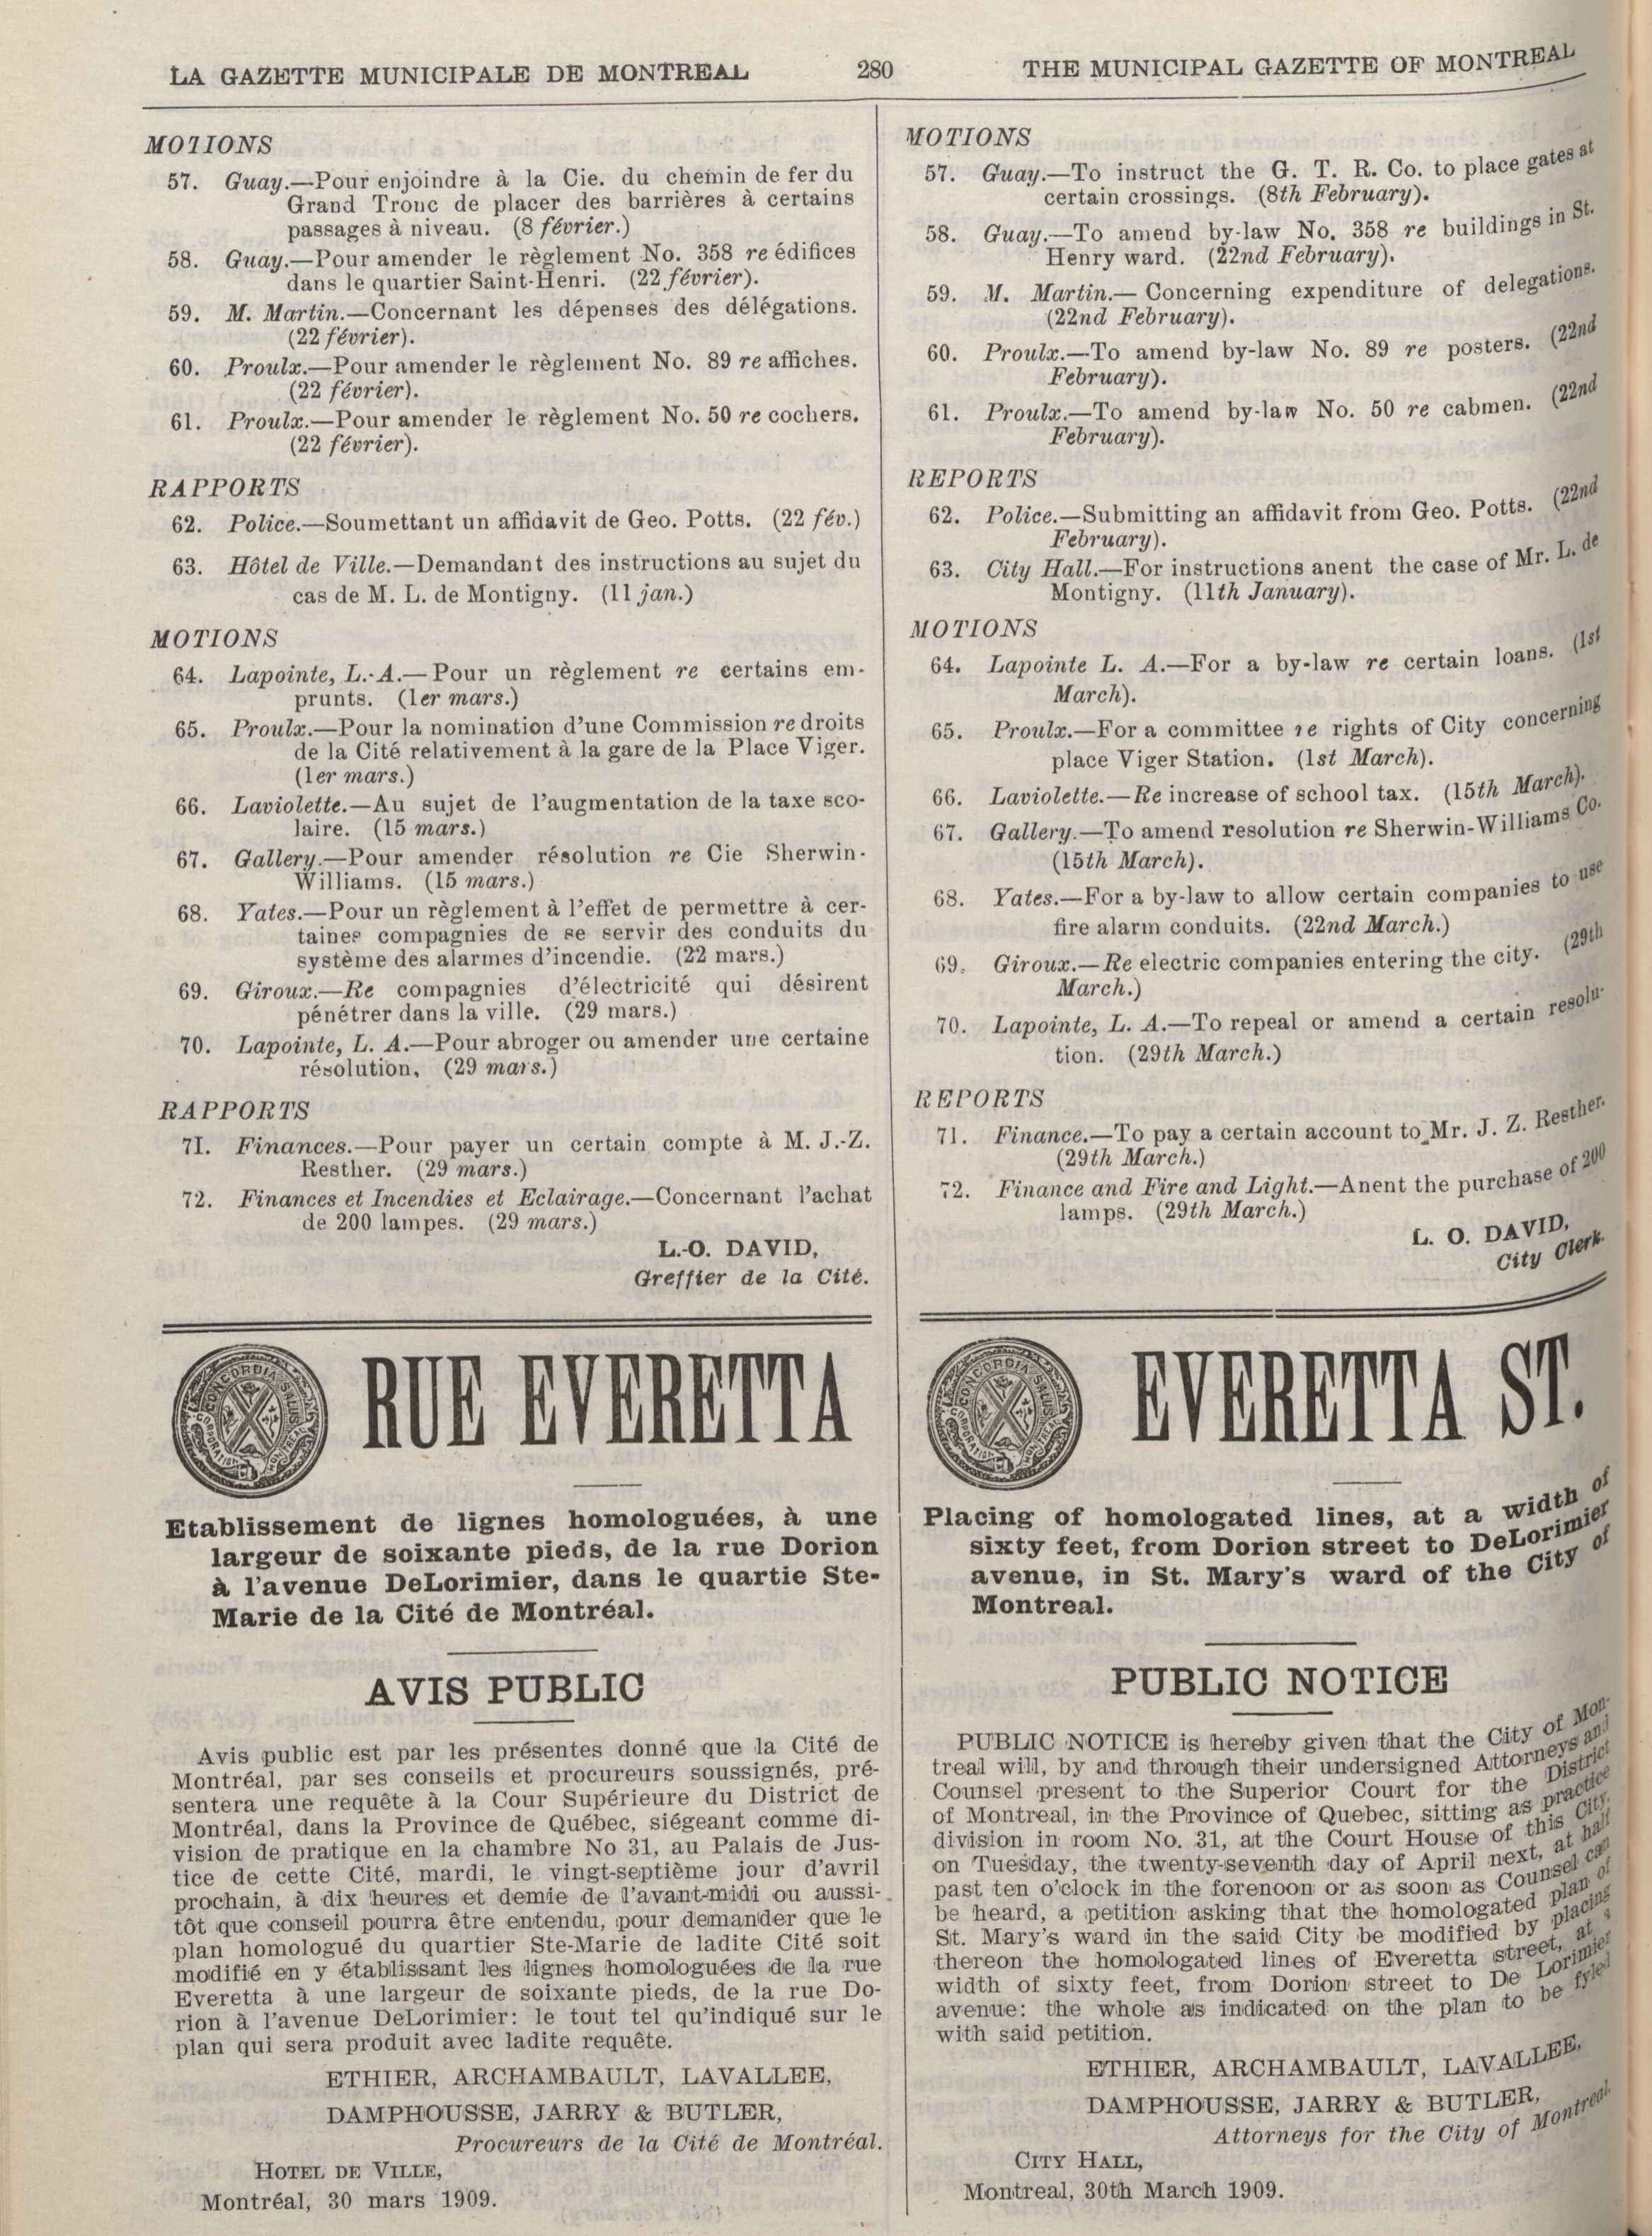 LA GAZETTE MUNICIPALE DE MONTREAL
280
THE MUNICIPAL GAZETTE OF MONTREAL
MOTIONS
57. Guay.—Pour enjoindre à la Cie. du chemin de fer du
Grand Tronc de placer des barrières à certains
passages à niveau. (8 février.)
58. Guay.—Pour amender le règlement No. 358 re édifices
dans le quartier Saint-Henri. (22 février).
59. M. Martin.—Concernant les dépenses des délégations.
(22 février).
60. Proulx.—Pour amender le règlement No. 89 re affiches.
(22 février).
61. Proulx.—Pour amender le règlement No. 50 re cochers.
(22 février).
RAPPORTS
62. Police.—Soumettant un affidavit de Geo. Potts. (22 fév.)
63. Hôtel de Ville.—Demandant des instructions au sujet du
cas de M. L. de Montigny. (11 jan.)
MOTIONS
64. Lapointe, L.-A.—Pour un règlement re certains em-
prunts. (1er mars.)
65. Proulx.—Pour la nomination d'une Commission re droits
de la Cité relativement à la gare de la Place Viger.
(1er mars.)
66. Laviolette.—Au sujet de l'augmentation de la taxe sco-
laire. (15 mars.)
67. Gallery.—Pour amender résolution re Cie Sherwin-
Williams. (15 mars.)
68. Yates.—Pour un règlement à l'effet de permettre à cer-
taines compagnies de se servir des conduits du
système des alarmes d'incendie. (22 mars.)
69. Giroux.—Re compagnies d'électricité qui désirent
pénétrer dans la ville. (29 mars.)
70. Lapointe, L. A.—Pour abroger ou amender une certaine
résolution, (29 mars.)
RAPPORTS
71. Finances.—Pour payer un certain compte à M. J.-Z.
Resther. (29 mars.)
72. Finances et Incendies et Eclairage.—Concernant l'achat
de 200 lampes. (29 mars.)
L.-O. DAVID,
Greffier de la Cité.
RUE EVERETTA
Etablissement de lignes homologuées, à une
largeur de soixante pieds, de la rue Dorion
à l'avenue DeLorimier, dans le quartie Ste-
Marie de la Cité de Montréal.
AVIS PUBLIC
Avis public est par les présentes donné que la Cité de
Montréal, par ses conseils et procureurs soussignés, pré-
sentera une requête à la Cour Supérieure du District de
Montréal, dans la Province de Québec, siégeant comme di-
vision de pratique en la chambre No 31, au Palais de Jus-
tice de cette Cité, mardi, le vingt-septième jour d'avril
prochain, à dix heures et demie de l'avant-midi ou aussi-
tôt que conseil pourra être entendu, pour demander que le
plan homologué du quartier Ste-Marie de ladite Cité soit
modifié en y établissant les lignes homologuées de la rue
Everetta à une largeur de soixante pieds, de la rue Do-
rion à l'avenue DeLorimier: le tout tel qu'indiqué sur le
plan qui sera produit avec ladite requête.
ETHIER, ARCHAMBAULT, LAVALLEE,
DAMPHOUSSE, JARRY & BUTLER,
Procureurs de la Cité de Montréal.
HOTEL DE VILLE,
Montréal, 30 mars 1909.
MOTIONS
57. Guay.—To instruct the G. T. R. Co. to place gates at
certain crossings. (8th February).
58. Guay.—To amend by-law No. 358 re buildings in St.
Henry ward. (22nd February).
59. M. Martin.— Concerning expenditure of delegations.
(22nd February).
60. Proulx.—To amend by-law No. 89 re posters. (22nd
February).
61. Proulx.—To amend by-law No. 50 re cabmen. (22nd
February).
REPORTS
62. Police.—Submitting an affidavit from Geo. Potts. (22nd
February).
63. City Hall.—For instructions anent the case of Mr. L. de
Montigny. (11th January).
MOTIONS
64. Lapointe L. A.—For a by-law re certain loans. (1st
March).
65. Proulx.—For a committee re rights of City concerning
place Viger Station. (1st March).
66. Laviolette.—Re increase of school tax. (15th March).
67. Gallery.—To amend resolution re Sherwin-Williams Co.
(15th March).
68. Yates.—For a by-law to allow certain companies to use
fire alarm conduits. (22nd March.)
69. Giroux.—Re electric companies entering the city. (29th
March.)
70. Lapointe, L. A.—To repeal or amend a certain resolu-
tion. (29th March.)
REPORTS
71. Finance.—To pay a certain account to Mr. J. Z. Resther.
(29th March.)
72. Finance and Fire and Light.—Anent the purchase of 200
lamps. (29th March.)
L. O. DAVID,
City Clerk.
EVERETTA ST.
Placing of homologated lines, at a width of
sixty feet, from Dorion street to DeLorimier
avenue, in St. Mary's ward of the City of
Montreal.
PUBLIC NOTICE
PUBLIC NOTICE is hereby given that the City of Mon-
treal will, by and through their undersigned Attorneys and
Counsel present to the Superior Court for the District
of Montreal, in the Province of Quebec, sitting as practice
division in room No. 31, at the Court House of this City,
on Tuesday, the twenty-seventh day of April next, at half
past ten o'clock in the forenoon or as soon as Counsel can
be heard, a petition asking that the homologated plan of
St. Mary's ward in the said City be modified by placing
thereon the homologated lines of Everetta street, at a
width of sixty feet, from Dorion street to De Lorimier
avenue: the whole as indicated on the plan to be fyled
with said petition.
ETHIER, ARCHAMBAULT, LAVALLEE,
DAMPHOUSSE, JARRY & BUTLER,
Attorneys for the City of Montreal.
CITY HALL,
Montreal, 30th March 1909.
CONCORDIA SALUS
CORPORATION
MONTREAL